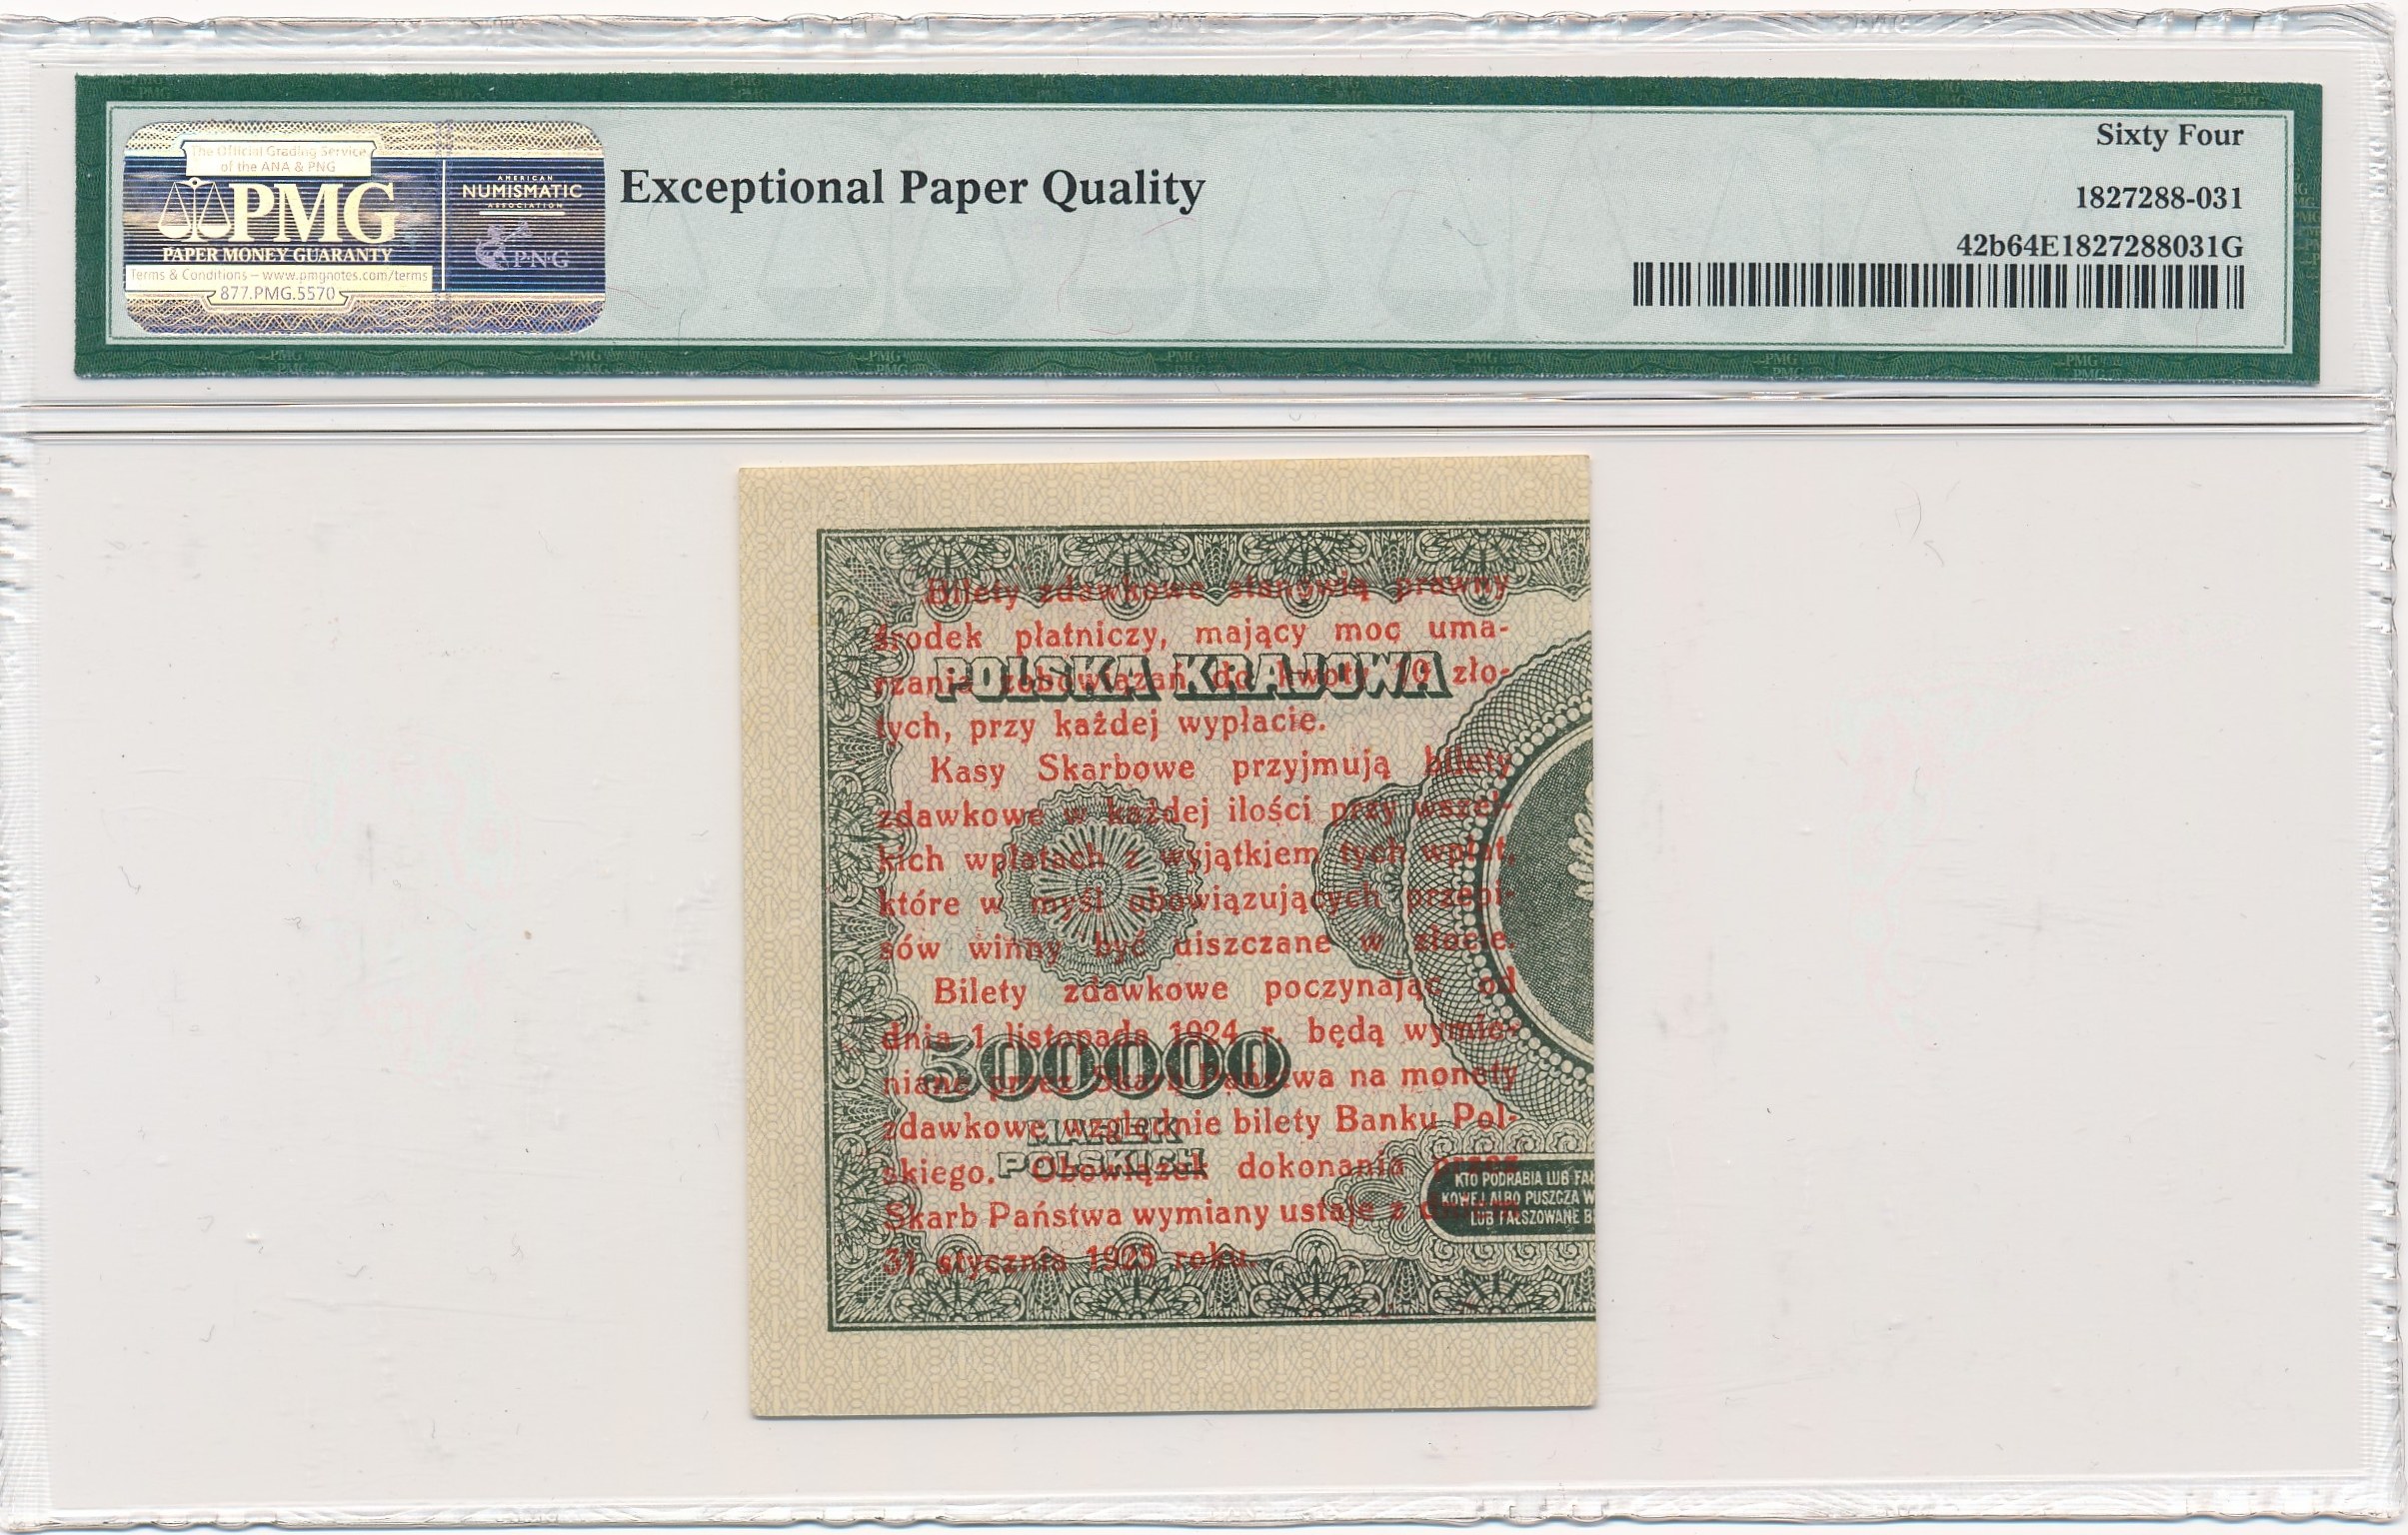 The Official Grading Service
of the ANA & PNG
PMG
PAPER MONEY GUARANTY
Terms & Conditions – www.pmgnotes.com/terms
877.PMG.5570
AMERICAN
NUMISMATIC
ASSOCIATION
P·N·G
Exceptional Paper Quality
Sixty Four
1827288-031
42b64E1827288031G
Bilety zdawkowe stanowią prawny
środek płatniczy, mający moc uma-
rzania zobowiązań do kwoty 10 zło-
tych, przy każdej wypłacie.
Kasy Skarbowe przyjmują bilety
zdawkowe w każdej ilości przy wszel-
kich wpłatach z wyjątkiem tych wpłat,
które w myśl obowiązujących przepi-
sów winny być uiszczane w złocie.
Bilety zdawkowe poczynając od
dnia 1 listopada 1924 r. będą wymie-
niane przez Skarb Państwa na monety
zdawkowe względnie bilety Banku Pol-
skiego. Obowiązek dokonania przez
Skarb Państwa wymiany ustaje z dniem
31 stycznia 1925 roku.
POLSKA KRAJOWA
500000
MAREK
POLSKICH
KTO PODRABIA LUB FAŁ
KOWEJ ALBO PUSZCZA W
LUB FAŁSZOWANE B